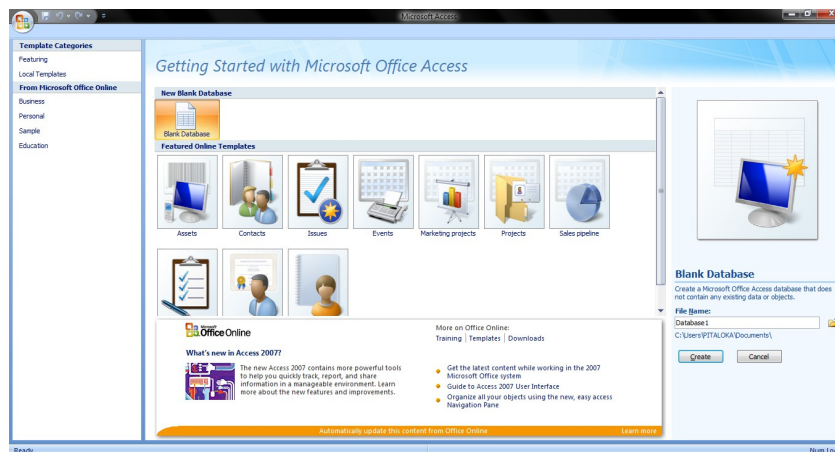 Microsoft Access
Template Categories
Featuring
Local Templates
From Microsoft Office Online
Business
Personal
Sample
Education
Getting Started with Microsoft Office Access
New Blank Database
Blank Database
Featured Online Templates
Assets
Contacts
Issues
Events
Marketing projects
Projects
Sales pipeline
Microsoft
Office Online
What's new in Access 2007?
The new Access 2007 contains more powerful tools
to help you quickly track, report, and share
information in a manageable environment. Learn
more about the new features and improvements.
More on Office Online:
Training | Templates | Downloads
Get the latest content while working in the 2007
Microsoft Office system
Guide to Access 2007 User Interface
Organize all your objects using the new, easy access
Navigation Pane
Automatically update this content from Office Online
Learn more
Blank Database
Create a Microsoft Office Access database that does
not contain any existing data or objects.
File Name:
Database1
C:\Users\PITALOKA\Documents\
Create
Cancel
Ready
Num Lo